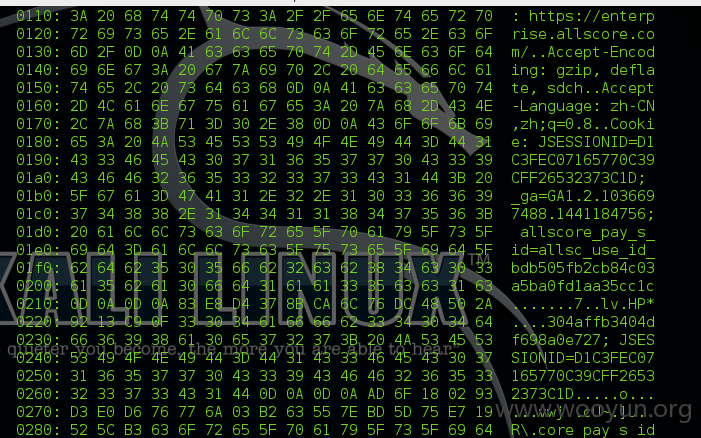 0110: 3A 20 68 74 74 70 73 3A 2F 2F 65 6E 74 65 72 70 : https://enterp
0120: 72 69 73 65 2E 61 6C 6C 73 63 6F 72 65 2E 63 6F rise.allscore.co
0130: 6D 2F 0D 0A 41 63 63 65 70 74 2D 45 6E 63 6F 64 m/..Accept-Encod
0140: 69 6E 67 3A 20 67 7A 69 70 2C 20 64 65 66 6C 61 ing: gzip, defla
0150: 74 65 2C 20 73 64 63 68 0D 0A 41 63 63 65 70 74 te, sdch..Accept
0160: 2D 4C 61 6E 67 75 61 67 65 3A 20 7A 68 2D 43 4E -Language: zh-CN
0170: 2C 7A 68 3B 71 3D 30 2E 38 0D 0A 43 6F 6F 6B 69 ,zh;q=0.8..Cooki
0180: 65 3A 20 4A 53 45 53 53 49 4F 4E 49 44 3D 44 31 e: JSESSIONID=D1
0190: 43 33 46 45 43 30 37 31 36 35 37 37 30 43 33 39 C3FEC07165770C39
01a0: 43 46 46 32 36 35 33 32 33 37 33 43 31 44 3B 20 CFF26532373C1D;
01b0: 5F 67 61 3D 47 41 31 2E 32 2E 31 30 33 36 36 39 _ga=GA1.2.103669
01c0: 37 34 38 38 2E 31 34 34 31 31 38 34 37 35 36 3B 7488.1441184756;
01d0: 20 61 6C 6C 73 63 6F 72 65 5F 70 61 79 5F 73 5F allscore_pay_s_
01e0: 69 64 3D 61 6C 6C 73 63 5F 75 73 65 5F 69 64 5F id=allsc_use_id_
01f0: 62 64 62 35 30 35 66 62 32 63 62 38 34 63 30 33 bdb505fb2cb84c03
0200: 61 35 62 61 30 66 64 31 61 61 33 35 63 63 31 63 a5ba0fd1aa35cc1c
0210: 0D 0A 0D 0A 83 E8 D4 37 8B CA 6C 76 DC 48 50 2A .......7..lv.HP*
0220: 92 13 C9 0F 33 30 34 61 66 66 62 33 34 30 34 64 ....304affb3404d
0230: 66 36 39 38 61 30 65 37 32 37 3B 20 4A 53 45 53 f698a0e727; JSES
0240: 53 49 4F 4E 49 44 3D 44 31 43 33 46 45 43 30 37 SIONID=D1C3FEC07
0250: 31 36 35 37 37 30 43 33 39 43 46 46 32 36 35 33 165770C39CFF2653
0260: 32 33 37 33 43 31 44 0D 0A 0D 0A AD 6F 18 02 93 2373C1D.....o...
0270: D3 E0 D6 76 77 6A 03 B2 63 55 7E BD 5D 75 E7 19
0280: 52 5C B3 63 6F 72 65 5F 70 61 79 5F 73 5F 69 64 R\.core_pay_s_id
KALI LINUX™
quieter you become, the more you are able to hear
www.wooyun.org